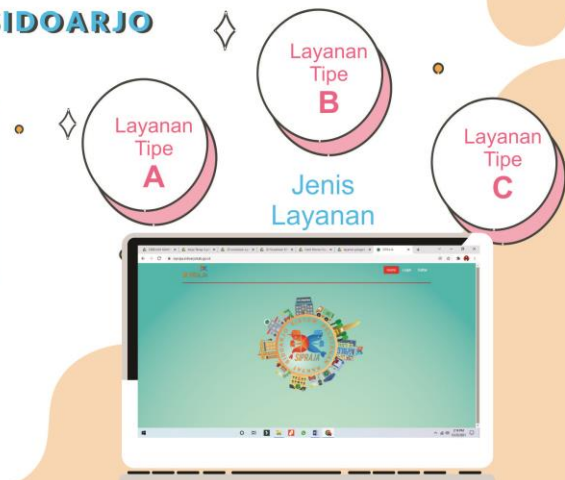 SIDOARJO
Layanan
Tipe
A
Layanan
Tipe
B
Layanan
Tipe
C
Jenis
Layanan
SIPRAJA